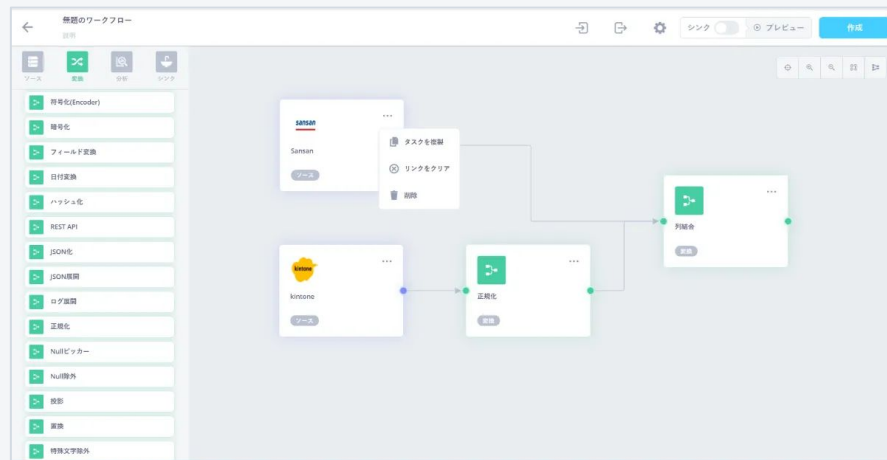 無題のワークフロー
説明
シンク
プレビュー
作成
ソース
変換
分析
シンク
符号化(Encoder)
暗号化
フィールド変換
日付変換
ハッシュ化
REST API
JSON化
JSON展開
ログ展開
正規化
Nullピッカー
Null除外
投影
置換
特殊文字除外
sansan
Sansan
ソース
タスクを複製
リンクをクリア
削除
kintone
kintone
ソース
正規化
変換
列結合
変換